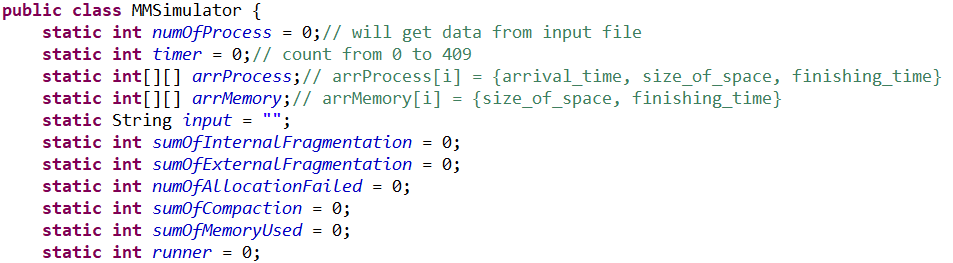 public class MMSimulator {
    static int numOfProcess = 0;// will get data from input file
    static int timer = 0;// count from 0 to 409
    static int[][] arrProcess;// arrProcess[i] = {arrival_time, size_of_space, finishing_time}
    static int[][] arrMemory;// arrMemory[i] = {size_of_space, finishing_time}
    static String input = "";
    static int sumOfInternalFragmentation = 0;
    static int sumOfExternalFragmentation = 0;
    static int numOfAllocationFailed = 0;
    static int sumOfCompaction = 0;
    static int sumOfMemoryUsed = 0;
    static int runner = 0;